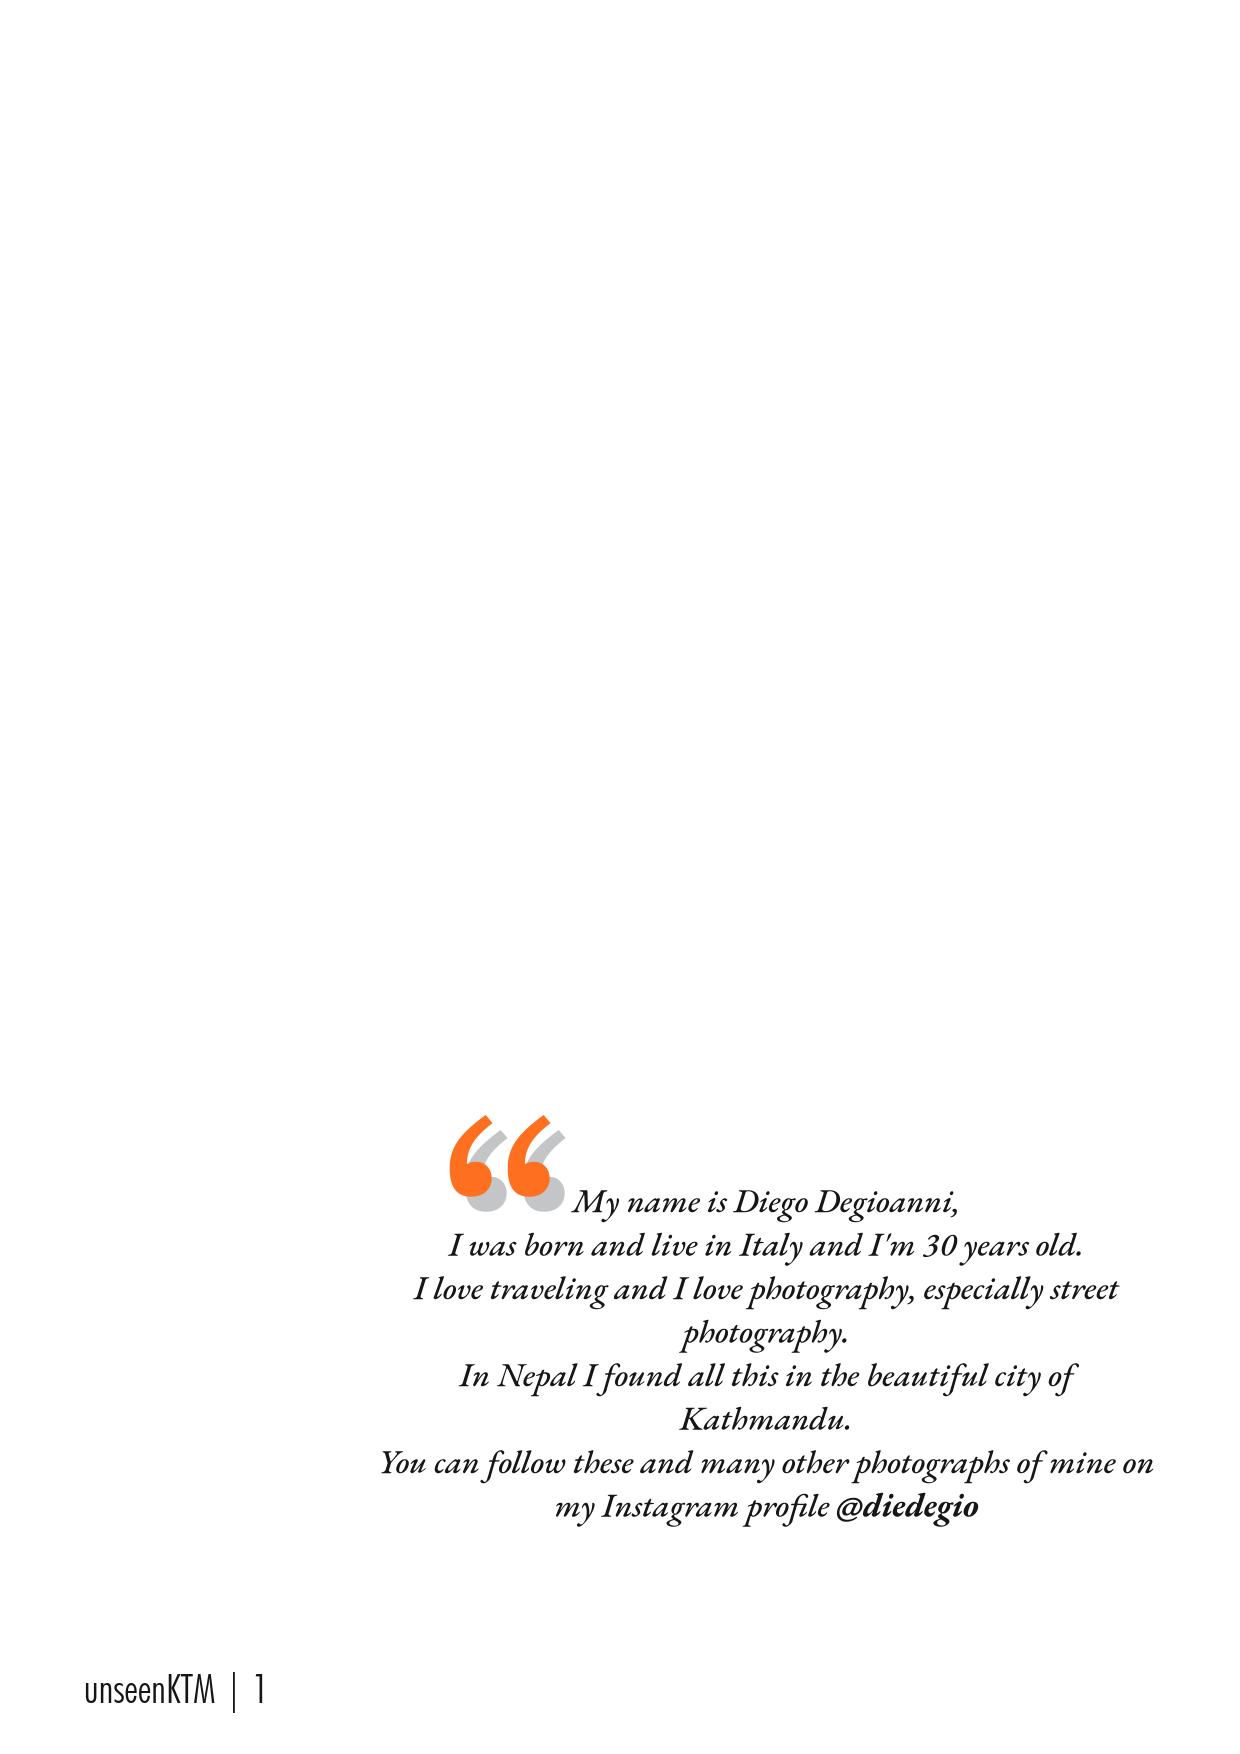 “ My name is Diego Degioanni,
I was born and live in Italy and I'm 30 years old.
I love traveling and I love photography, especially street
photography.
In Nepal I found all this in the beautiful city of
Kathmandu.
You can follow these and many other photographs of mine on
my Instagram profile @diedegio
unseenKTM | 1